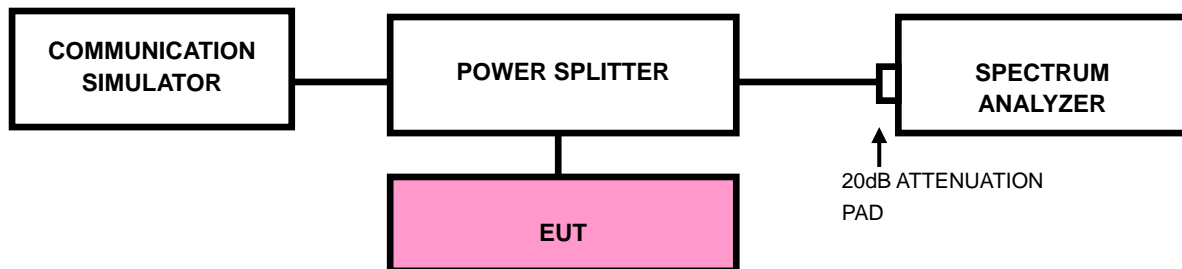 COMMUNICATION
SIMULATOR
POWER SPLITTER
SPECTRUM
ANALYZER
20dB ATTENUATION
PAD
EUT